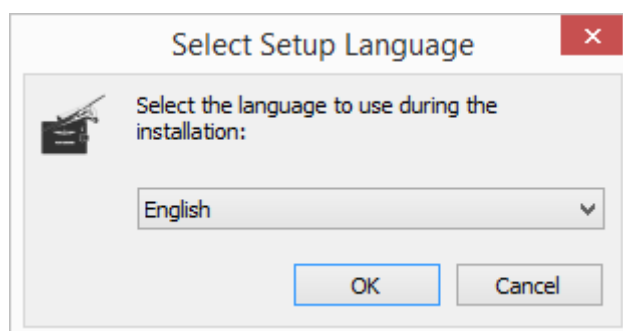 Select Setup Language
Select the language to use during the
installation:
English
OK
Cancel